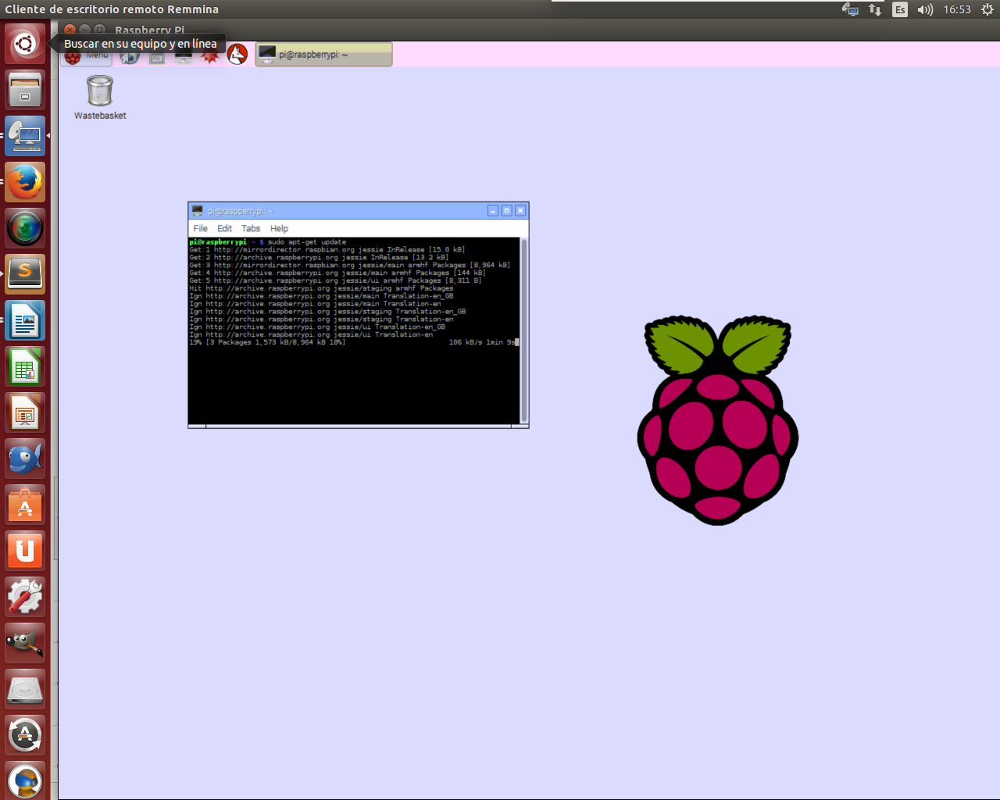 Cliente de escritorio remoto Remmina
Es
16:53
Raspberry Pi
Buscar en su equipo y en línea
Menu
pi@raspberrypi: ~
Wastebasket
pi@raspberrypi: ~
File Edit Tabs Help
pi@raspberrypi:~ $ sudo apt-get update
Get:1 http://mirrordirector.raspbian.org jessie InRelease [15.0 kB]
Get:2 http://archive.raspberrypi.org jessie InRelease [13.2 kB]
Get:3 http://mirrordirector.raspbian.org jessie/main armhf Packages [8,964 kB]
Get:4 http://archive.raspberrypi.org jessie/main armhf Packages [144 kB]
Get:5 http://archive.raspberrypi.org jessie/ui armhf Packages [8,311 B]
Hit http://archive.raspberrypi.org jessie/staging armhf Packages
Ign http://archive.raspberrypi.org jessie/main Translation-en_GB
Ign http://archive.raspberrypi.org jessie/main Translation-en
Ign http://archive.raspberrypi.org jessie/staging Translation-en_GB
Ign http://archive.raspberrypi.org jessie/staging Translation-en
Ign http://archive.raspberrypi.org jessie/ui Translation-en_GB
Ign http://archive.raspberrypi.org jessie/ui Translation-en
19% [3 Packages 1,573 kB/8,964 kB 18%] 106 kB/s 1min 9s